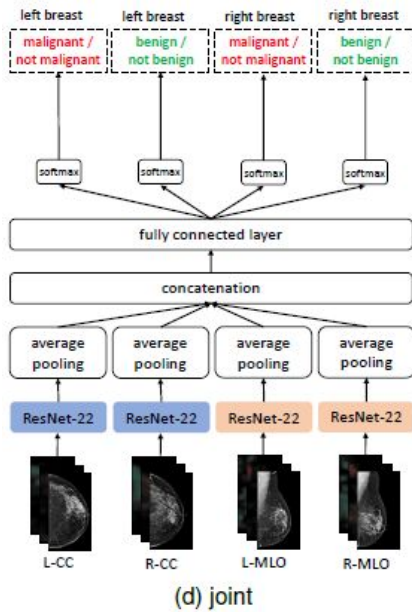 left breast left breast right breast right breast
malignant / benign / malignant / benign /
not malignant not benign not malignant not benign
softmax softmax softmax softmax
fully connected layer
concatenation
average average average average
pooling pooling pooling pooling
ResNet-22 ResNet-22 ResNet-22 ResNet-22
L-CC R-CC L-MLO R-MLO
(d) joint